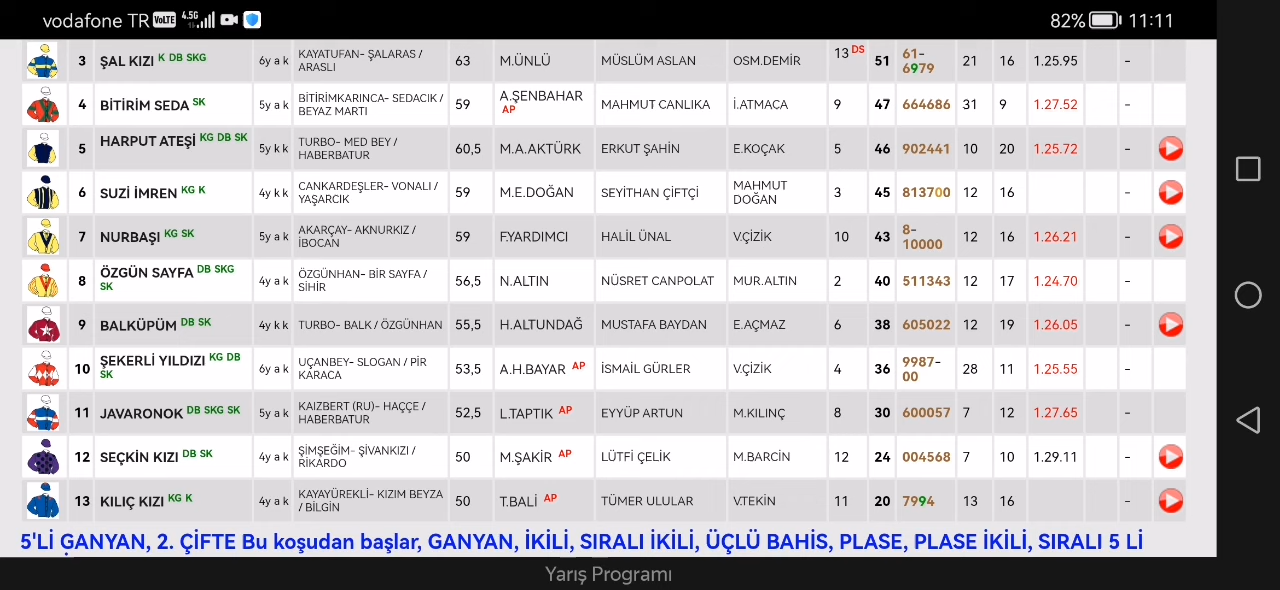 vodafone TR VoLTE 4.5G 1k 82% 11:11
3 ŞAL KIZI K DB SKG 6y a k KAYATUFAN- ŞALARAS / ARASLI 63 M.ÜNLÜ MÜSLÜM ASLAN OSM.DEMİR 13 DS 51 61-6979 21 16 1.25.95 -
4 BİTİRİM SEDA SK 5y a k BİTİRİMKARINCA- SEDACIK / BEYAZ MARTI 59 A.ŞENBAHAR AP MAHMUT CANLIKA İ.ATMACA 9 47 664686 31 9 1.27.52 -
5 HARPUT ATEŞİ KG DB SK 5y k k TURBO- MED BEY / HABERBATUR 60,5 M.A.AKTÜRK ERKUT ŞAHİN E.KOÇAK 5 46 902441 10 20 1.25.72 -
6 SUZİ İMREN KG K 4y k k CANKARDEŞLER- VONALI / YAŞARCIK 59 M.E.DOĞAN SEYİTHAN ÇİFTÇİ MAHMUT DOĞAN 3 45 813700 12 16 -
7 NURBAŞI KG SK 5y a k AKARÇAY- AKNURKIZ / İBOCAN 59 F.YARDIMCI HALİL ÜNAL V.ÇİZİK 10 43 8-10000 12 16 1.26.21 -
8 ÖZGÜN SAYFA DB SKG SK 4y a k ÖZGÜNHAN- BİR SAYFA / SİHİR 56,5 N.ALTIN NÜSRET CANPOLAT MUR.ALTIN 2 40 511343 12 17 1.24.70 -
9 BALKÜPÜM DB SK 4y k k TURBO- BALK / ÖZGÜNHAN 55,5 H.ALTUNDAĞ MUSTAFA BAYDAN E.AÇMAZ 6 38 605022 12 19 1.26.05 -
10 ŞEKERLİ YILDIZI KG DB SK 6y a k UÇANBEY- SLOGAN / PİR KARACA 53,5 A.H.BAYAR AP İSMAİL GÜRLER V.ÇİZİK 4 36 9987-00 28 11 1.25.55 -
11 JAVARONOK DB SKG SK 5y a k KAIZBERT (RU)- HAÇÇE / HABERBATUR 52,5 L.TAPTIK AP EYYÜP ARTUN M.KILINÇ 8 30 600057 7 12 1.27.65 -
12 SEÇKİN KIZI DB SK 4y a k ŞİMŞEĞİM- ŞİVANKIZI / RİKARDO 50 M.ŞAKİR AP LÜTFİ ÇELİK M.BARCİN 12 24 004568 7 10 1.29.11 -
13 KILIÇ KIZI KG K 4y a k KAYAYÜREKLİ- KIZIM BEYZA / BİLGİN 50 T.BALİ AP TÜMER ULULAR V.TEKİN 11 20 7994 13 16 -
5'Lİ GANYAN, 2. ÇİFTE Bu koşudan başlar, GANYAN, İKİLİ, SIRALI İKİLİ, ÜÇLÜ BAHİS, PLASE, PLASE İKİLİ, SIRALI 5 Lİ
Yarış Programı